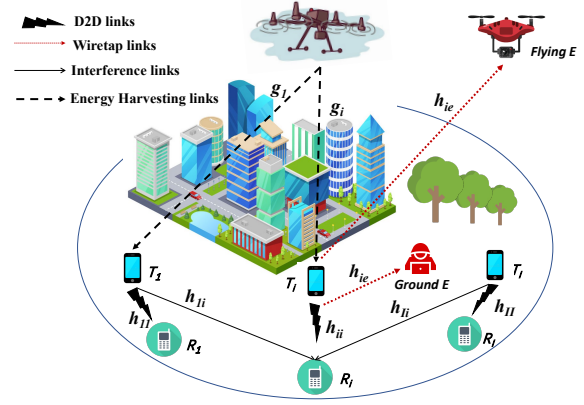 D2D links
Wiretap links
Interference links
Energy Harvesting links
g1
gi
hie
Flying E
T1
Ti
hie
Ground E
TI
h1i
hIi
h11
hii
hII
R1
Ri
RI